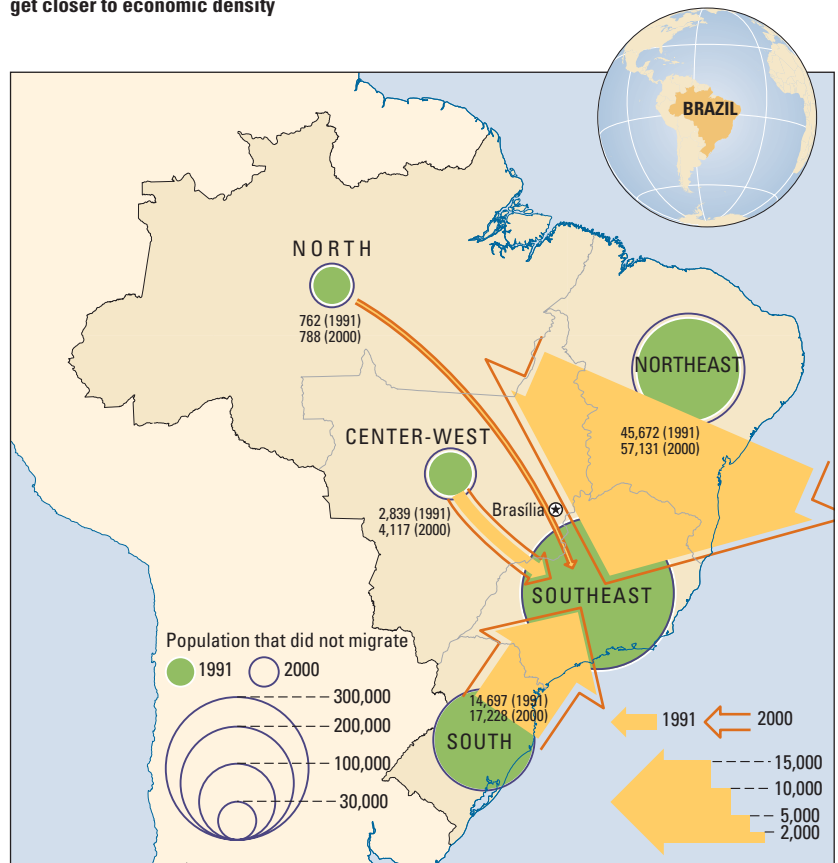 get closer to economic density
BRAZIL
NORTH
762 (1991)
788 (2000)
NORTHEAST
45,672 (1991)
57,131 (2000)
CENTER-WEST
2,839 (1991)
4,117 (2000)
Brasília
SOUTHEAST
14,697 (1991)
17,228 (2000)
SOUTH
Population that did not migrate
1991 2000
300,000
200,000
100,000
30,000
1991 2000
15,000
10,000
5,000
2,000